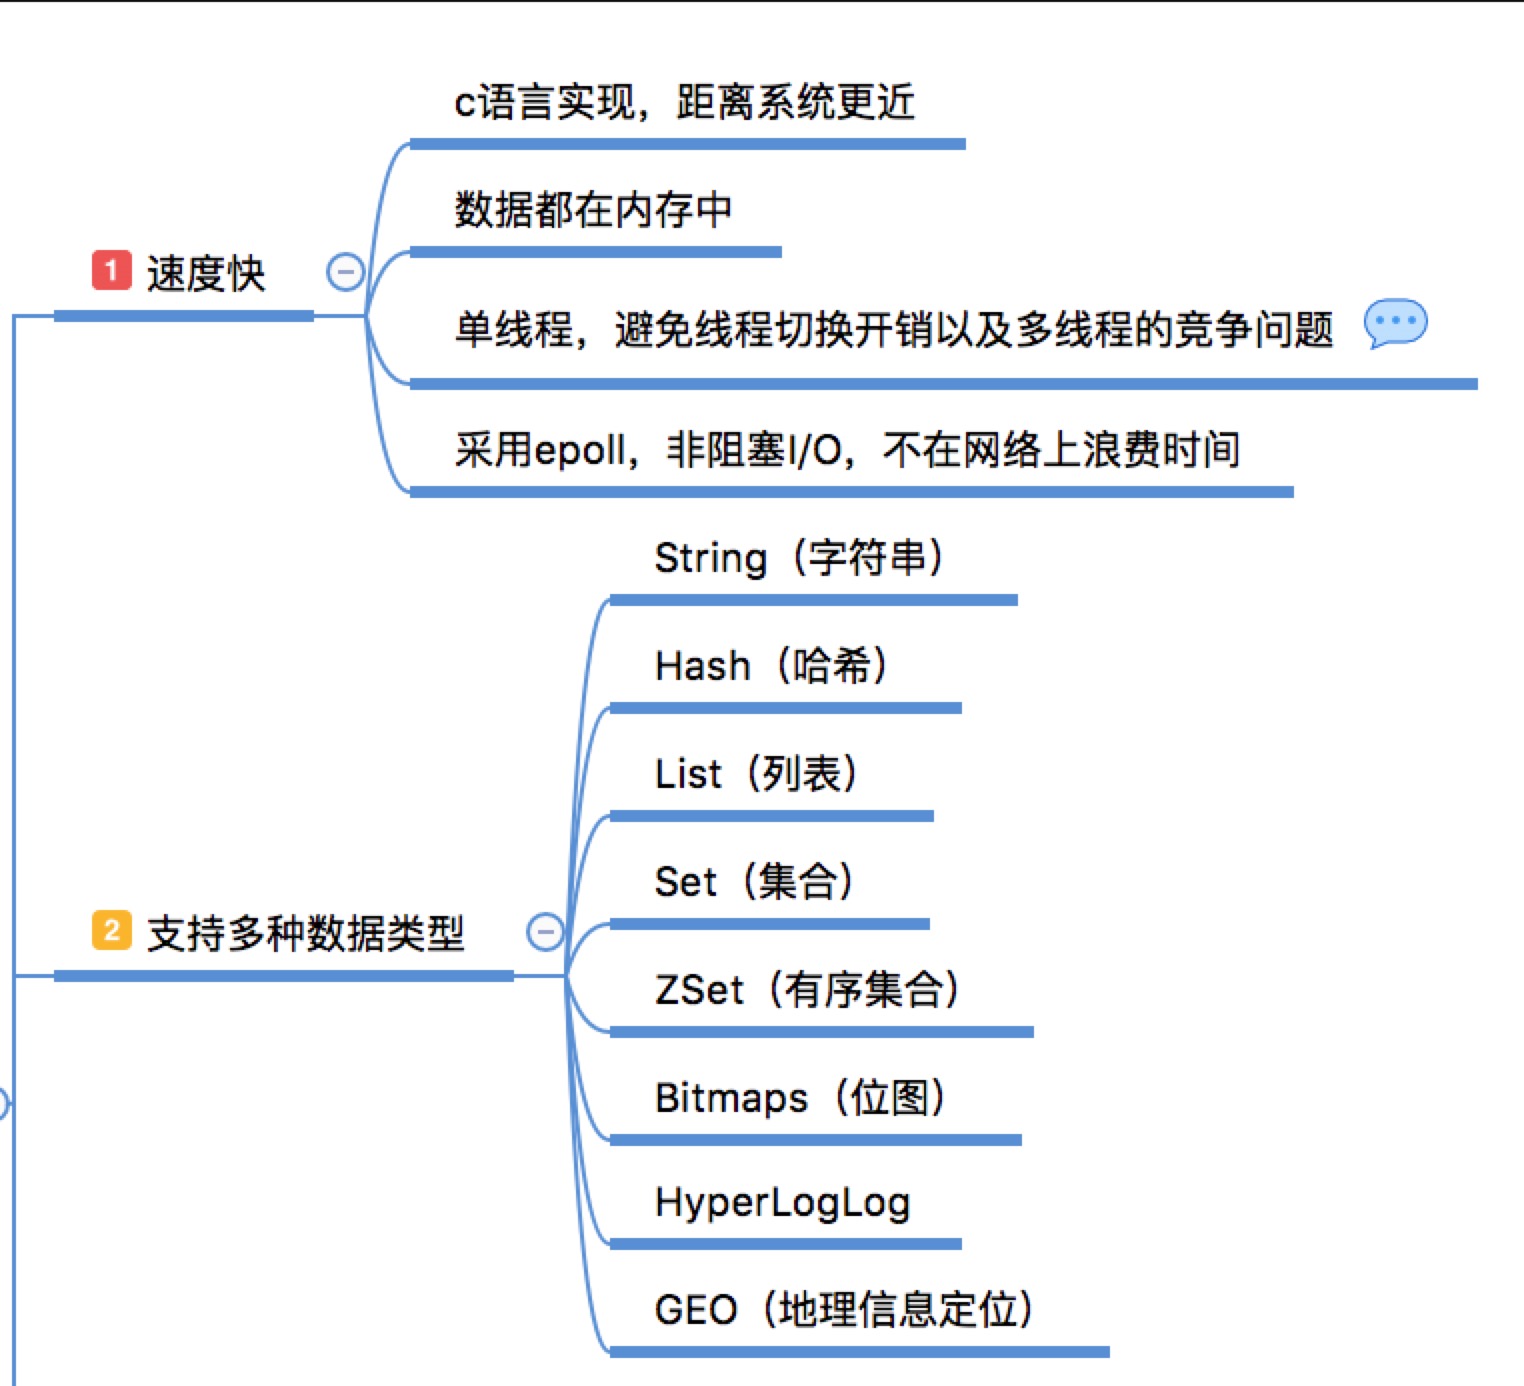 c语言实现，距离系统更近
数据都在内存中
1 速度快
单线程，避免线程切换开销以及多线程的竞争问题
采用epoll，非阻塞I/O，不在网络上浪费时间
String（字符串）
Hash（哈希）
List（列表）
Set（集合）
2 支持多种数据类型
ZSet（有序集合）
Bitmaps（位图）
HyperLogLog
GEO（地理信息定位）